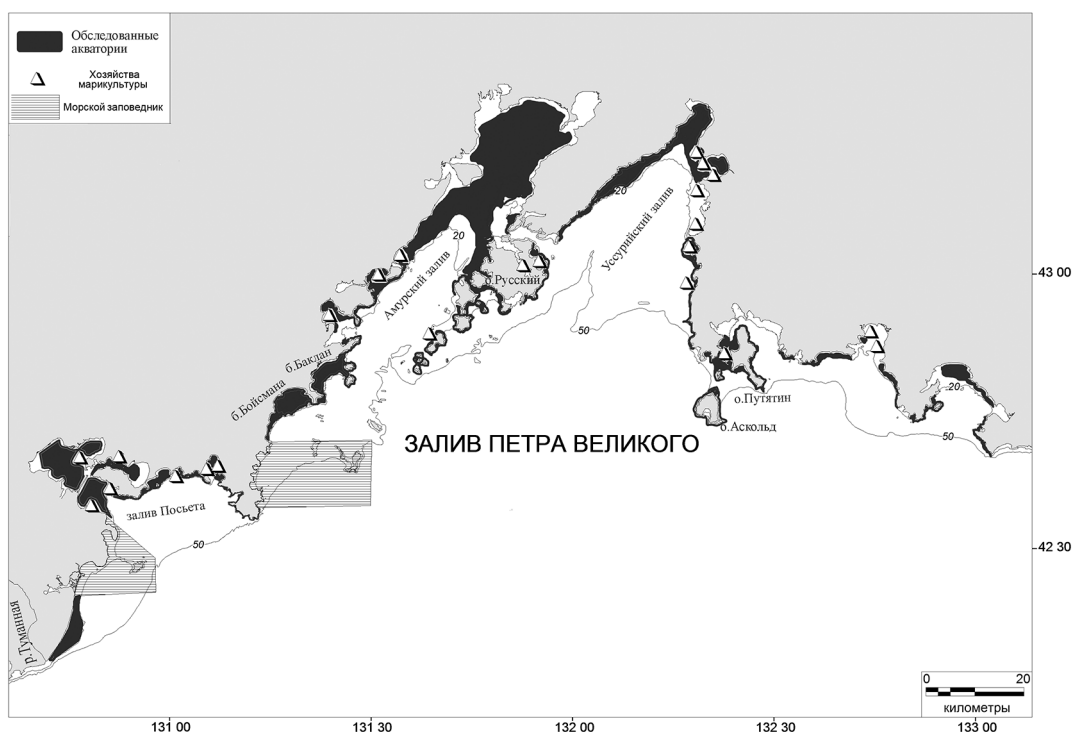 Обследованные
акватории
Хозяйства
марикультуры
Морской заповедник
20
20
Уссурийский залив
Амурский залив
о.Русский
43 00
50
б.Баклан
б.Бойсмана
о.Путятин
20
о.Аскольд
50
ЗАЛИВ ПЕТРА ВЕЛИКОГО
залив Посьета
50
42 30
Р.Туманная
0 20
километры
131 00 131 30 132 00 132 30 133 00